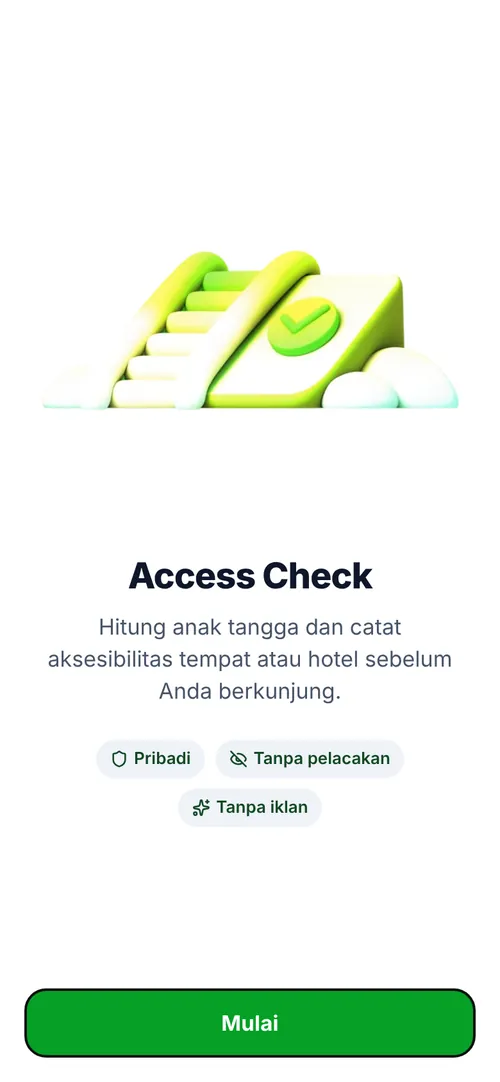 Access Check
Hitung anak tangga dan catat
aksesibilitas tempat atau hotel sebelum
Anda berkunjung.
Pribadi
Tanpa pelacakan
Tanpa iklan
Mulai